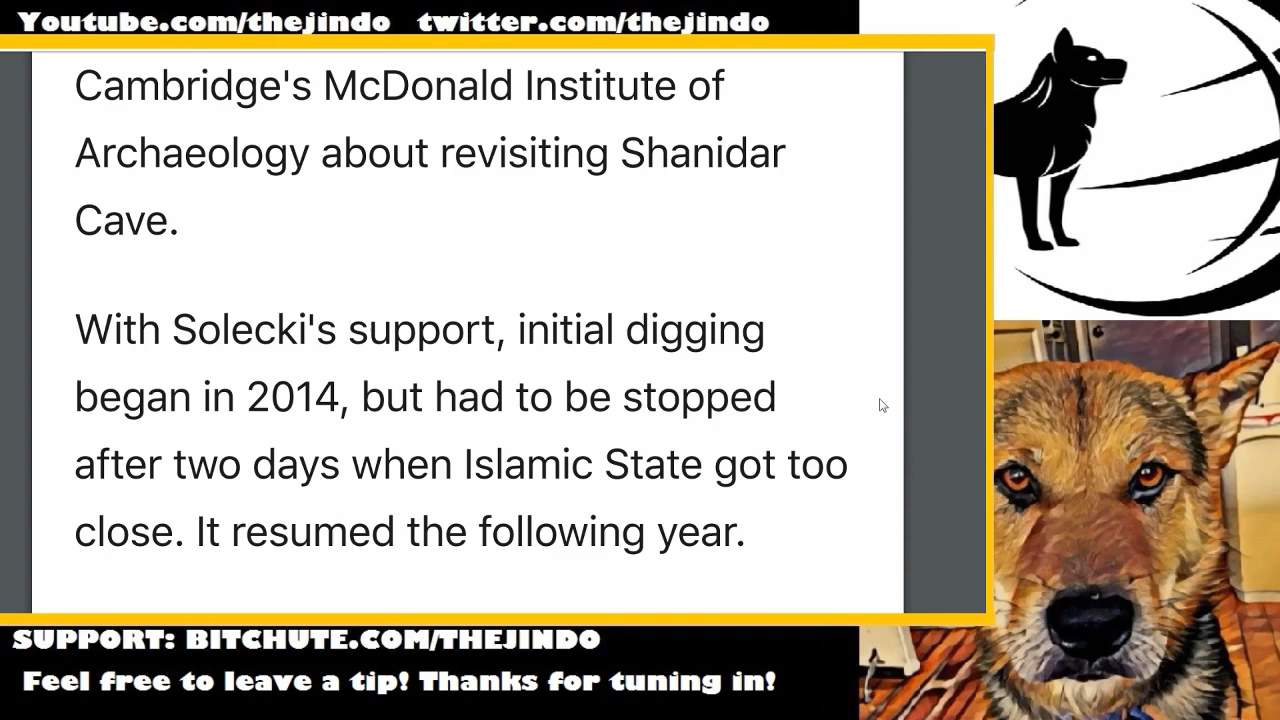 Youtube.com/thejindo twitter.com/thejindo
Cambridge's McDonald Institute of
Archaeology about revisiting Shanidar
Cave.
With Solecki's support, initial digging
began in 2014, but had to be stopped
after two days when Islamic State got too
close. It resumed the following year.
SUPPORT: BITCHUTE.COM/THEJINDO
Feel free to leave a tip! Thanks for tuning in!